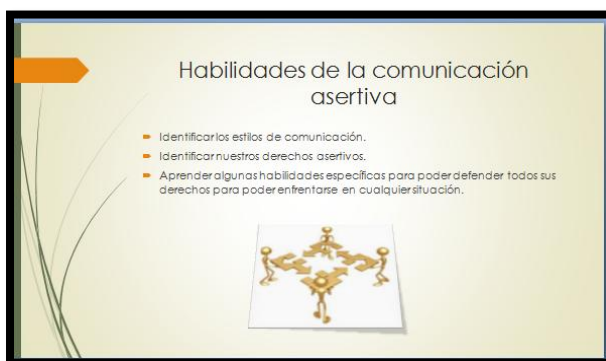 Habilidades de la comunicación
asertiva
Identificar los estilos de comunicación.
Identificar nuestros derechos asertivos.
Aprender algunas habilidades específicas para poder defender todos sus
derechos para poder enfrentarse en cualquier situación.